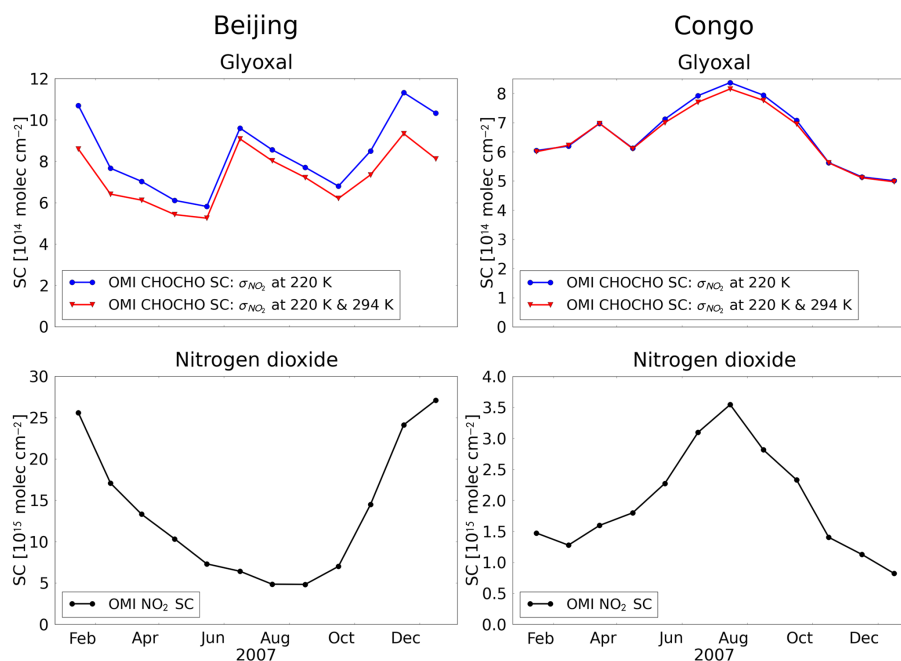 Beijing
Congo
Glyoxal
Glyoxal
12
10
8
6
4
2
0
SC [10¹⁴ molec cm⁻²]
OMI CHOCHO SC: σ_NO₂ at 220 K
OMI CHOCHO SC: σ_NO₂ at 220 K & 294 K
8
7
6
5
4
3
2
1
0
SC [10¹⁴ molec cm⁻²]
OMI CHOCHO SC: σ_NO₂ at 220 K
OMI CHOCHO SC: σ_NO₂ at 220 K & 294 K
Nitrogen dioxide
Nitrogen dioxide
30
25
20
15
10
5
0
SC [10¹⁵ molec cm⁻²]
OMI NO₂ SC
Feb Apr Jun Aug Oct Dec
2007
4.0
3.5
3.0
2.5
2.0
1.5
1.0
0.5
0.0
SC [10¹⁵ molec cm⁻²]
OMI NO₂ SC
Feb Apr Jun Aug Oct Dec
2007